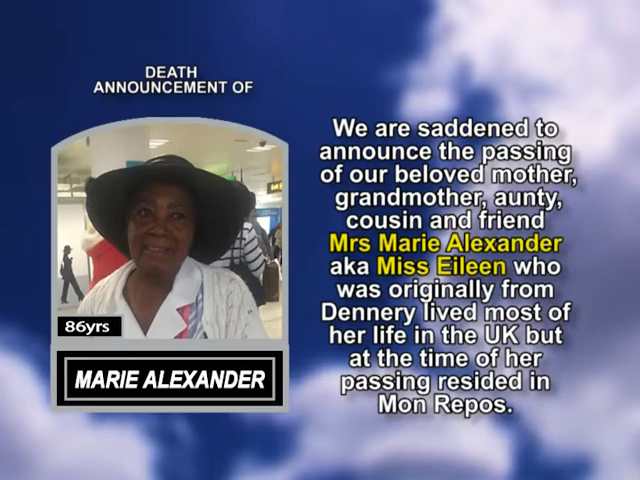 DEATH
ANNOUNCEMENT OF
86yrs
MARIE ALEXANDER
We are saddened to
announce the passing
of our beloved mother,
grandmother, aunty,
cousin and friend
Mrs Marie Alexander
aka Miss Eileen who
was originally from
Dennery lived most of
her life in the UK but
at the time of her
passing resided in
Mon Repos.